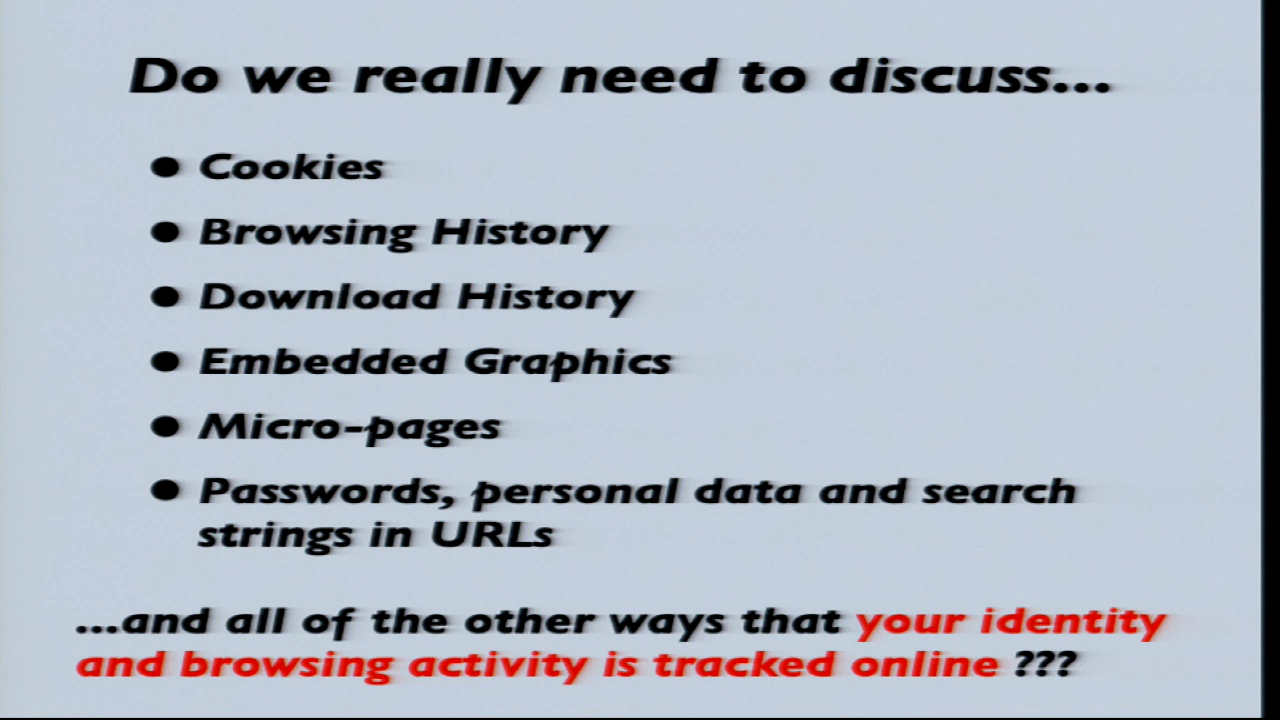 Do we really need to discuss...
● Cookies
● Browsing History
● Download History
● Embedded Graphics
● Micro-pages
● Passwords, personal data and search
strings in URLs
...and all of the other ways that your identity
and browsing activity is tracked online ???